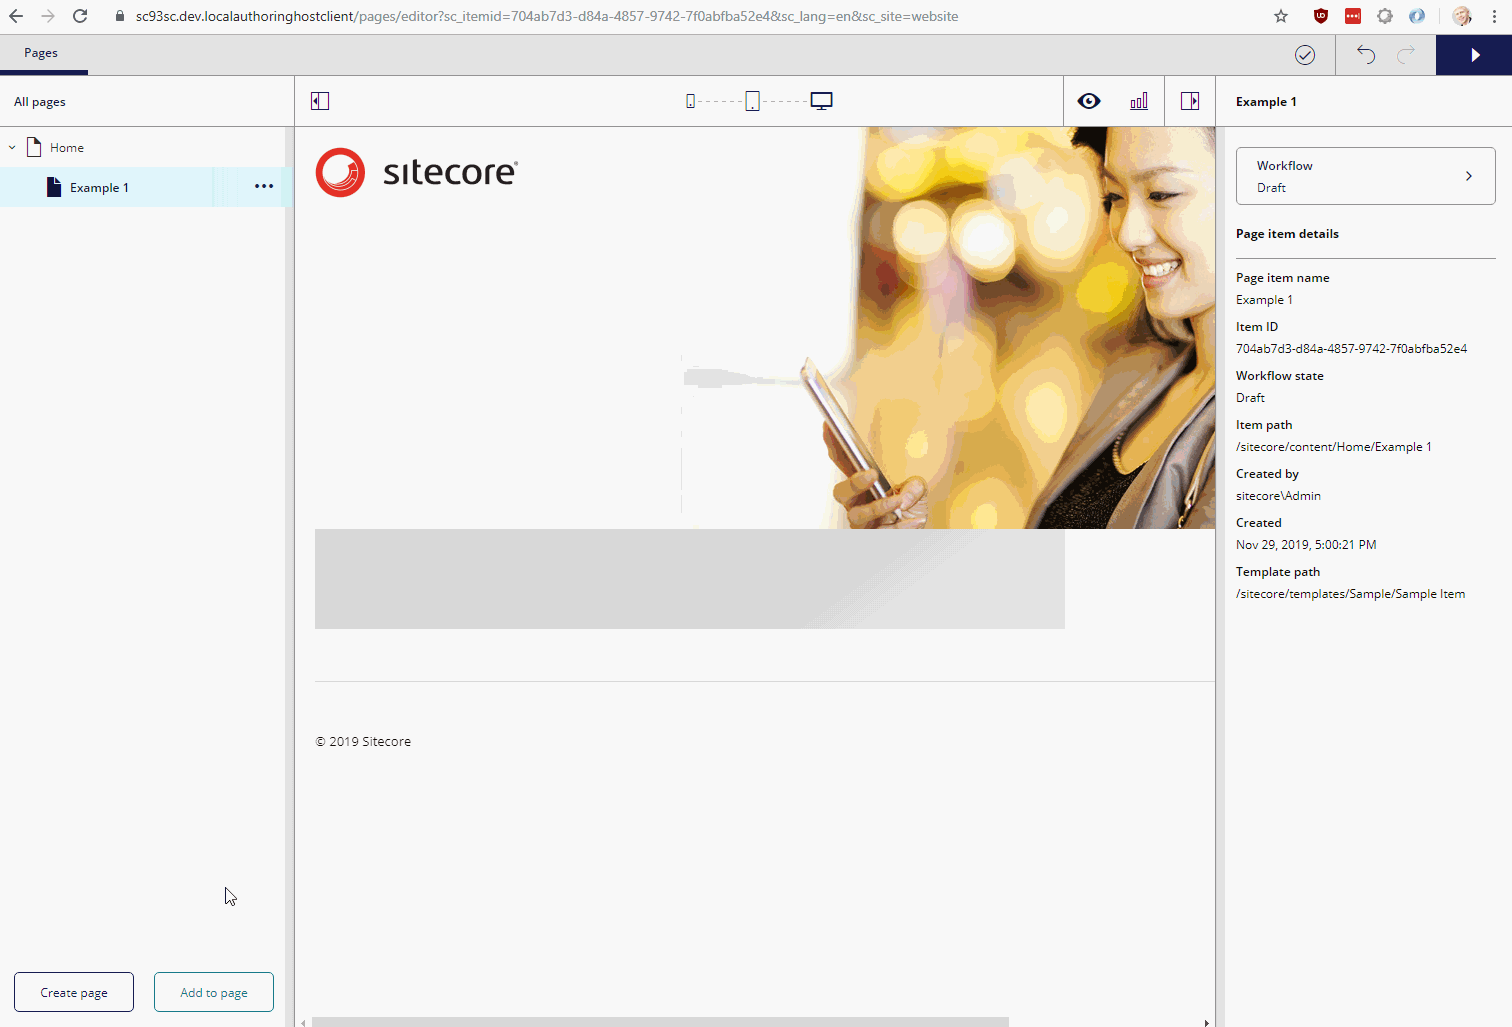 sc93sc.dev.localauthoringhostclient/pages/editor?sc_itemid=704ab7d3-d84a-4857-9742-7f0abfba52e4&sc_lang=en&sc_site=website
Pages
All pages
Example 1
Home
Example 1
sitecore
Workflow
Draft
Page item details
Page item name
Example 1
Item ID
704ab7d3-d84a-4857-9742-7f0abfba52e4
Workflow state
Draft
Item path
/sitecore/content/Home/Example 1
Created by
sitecore\Admin
Created
Nov 29, 2019, 5:00:21 PM
Template path
/sitecore/templates/Sample/Sample Item
© 2019 Sitecore
Create page
Add to page